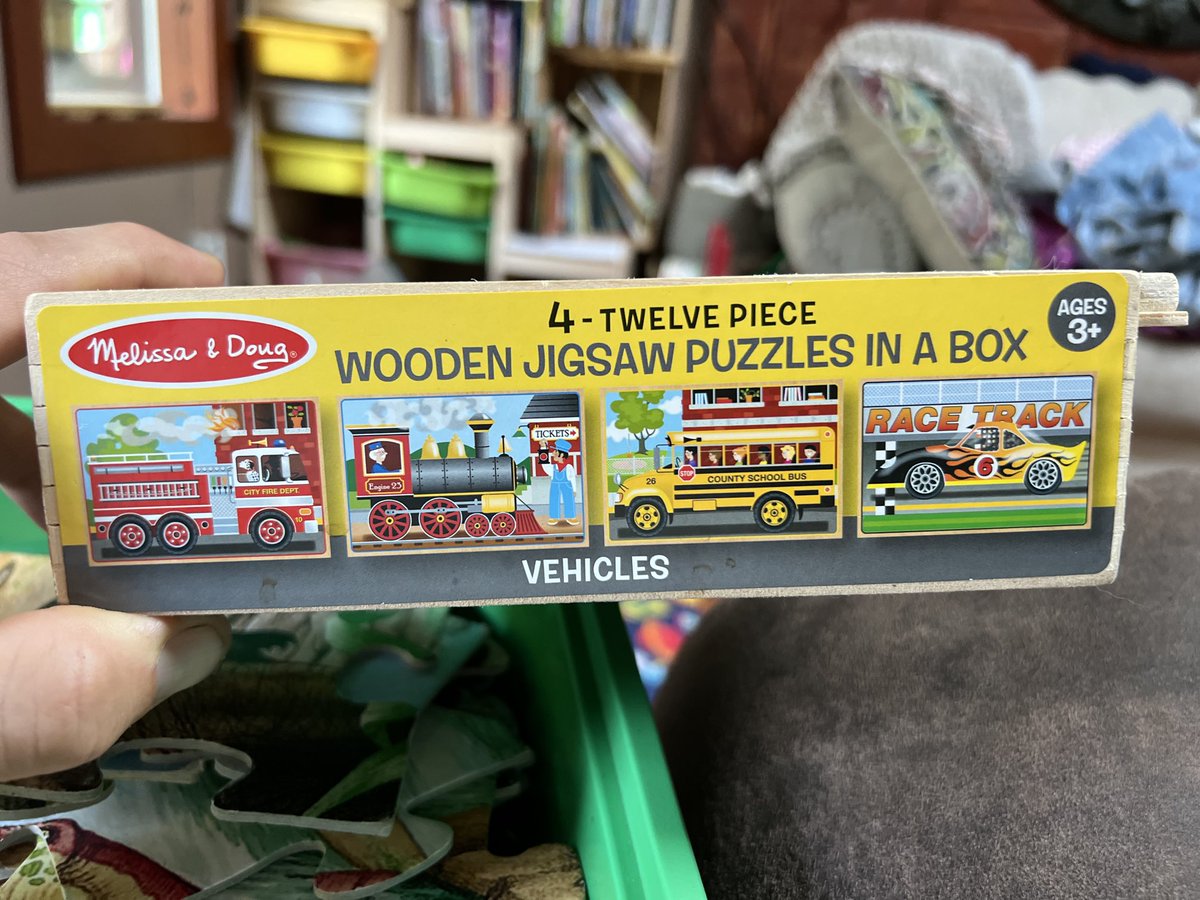 Melissa & Doug®
4 - TWELVE PIECE
WOODEN JIGSAW PUZZLES IN A BOX
AGES
3+
CITY FIRE DEPT.
10
Engine 23
TICKETS
26
STOP
COUNTY SCHOOL BUS
RACE TRACK
6
VEHICLES